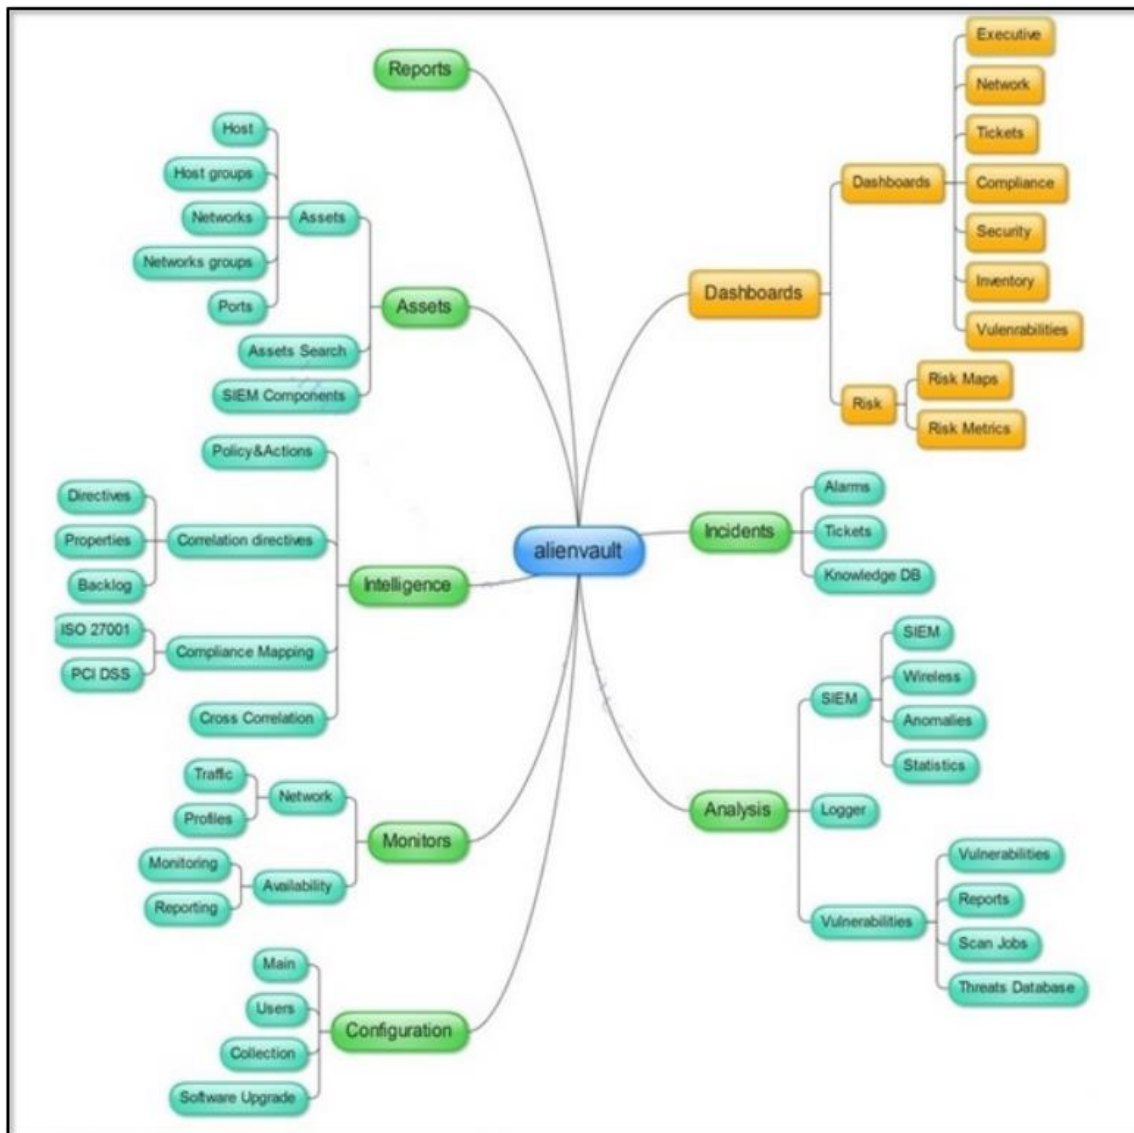 alienvault
Reports
Assets
Assets
Host
Host groups
Networks
Networks groups
Ports
Assets Search
SIEM Components
Intelligence
Policy&Actions
Correlation directives
Directives
Properties
Backlog
Compliance Mapping
ISO 27001
PCI DSS
Cross Correlation
Monitors
Network
Traffic
Profiles
Availability
Monitoring
Reporting
Configuration
Main
Users
Collection
Software Upgrade
Dashboards
Dashboards
Executive
Network
Tickets
Compliance
Security
Inventory
Vulenrabilities
Risk
Risk Maps
Risk Metrics
Incidents
Alarms
Tickets
Knowledge DB
Analysis
SIEM
SIEM
Wireless
Anomalies
Statistics
Logger
Vulnerabilities
Vulnerabilities
Reports
Scan Jobs
Threats Database